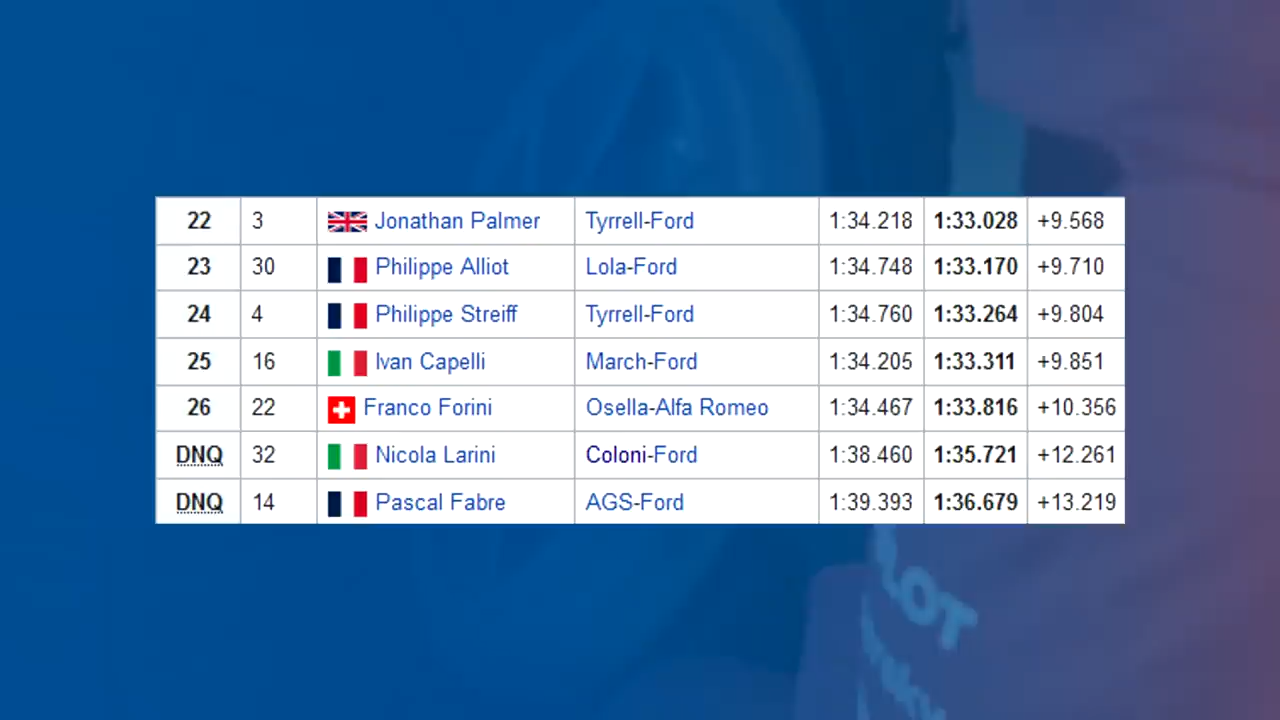 22 3 Jonathan Palmer Tyrrell-Ford 1:34.218 1:33.028 +9.568
23 30 Philippe Alliot Lola-Ford 1:34.748 1:33.170 +9.710
24 4 Philippe Streiff Tyrrell-Ford 1:34.760 1:33.264 +9.804
25 16 Ivan Capelli March-Ford 1:34.205 1:33.311 +9.851
26 22 Franco Forini Osella-Alfa Romeo 1:34.467 1:33.816 +10.356
DNQ 32 Nicola Larini Coloni-Ford 1:38.460 1:35.721 +12.261
DNQ 14 Pascal Fabre AGS-Ford 1:39.393 1:36.679 +13.219